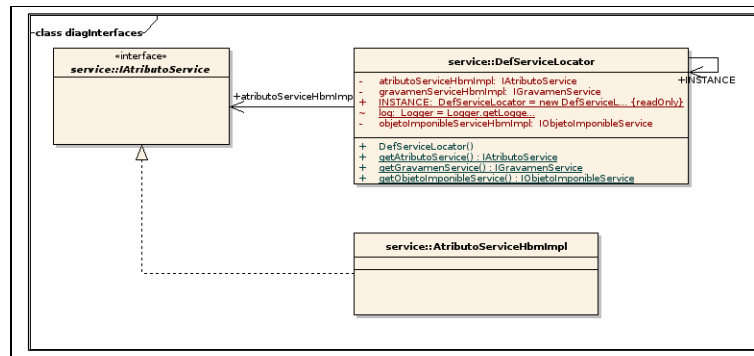 class diagInterfaces
«interface»
service::IAtributoService
service::DefServiceLocator
- atributoServiceHbmImpl: IAtributoService
- gravamenServiceHbmImpl: IGravamenService
+ INSTANCE: DefServiceLocator = new DefServiceL... {readOnly}
~ log: Logger = Logger.getLogge...
- objetoImponibleServiceHbmImpl: IObjetoImponibleService
+ DefServiceLocator()
+ getAtributoService() : IAtributoService
+ getGravamenService() : IGravamenService
+ getObjetoImponibleService() : IObjetoImponibleService
+INSTANCE
+atributoServiceHbmImpl
service::AtributoServiceHbmImpl